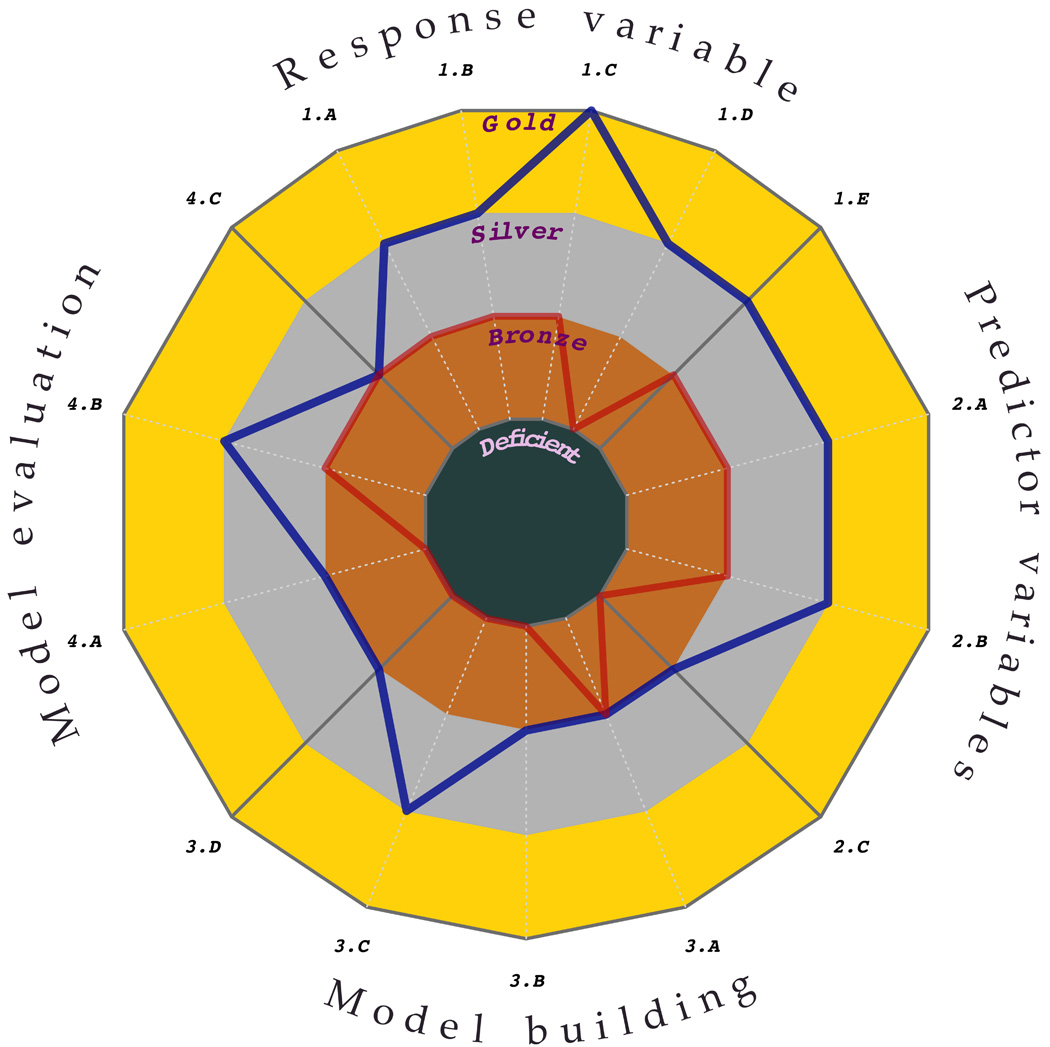 Response variable
1.B
1.C
1.A
1.D
Gold
4.C
1.E
Silver
Bronze
Predictor variables
Model evaluation
4.B
2.A
Deficient
4.A
2.B
3.D
2.C
3.C
3.A
3.B
Model building